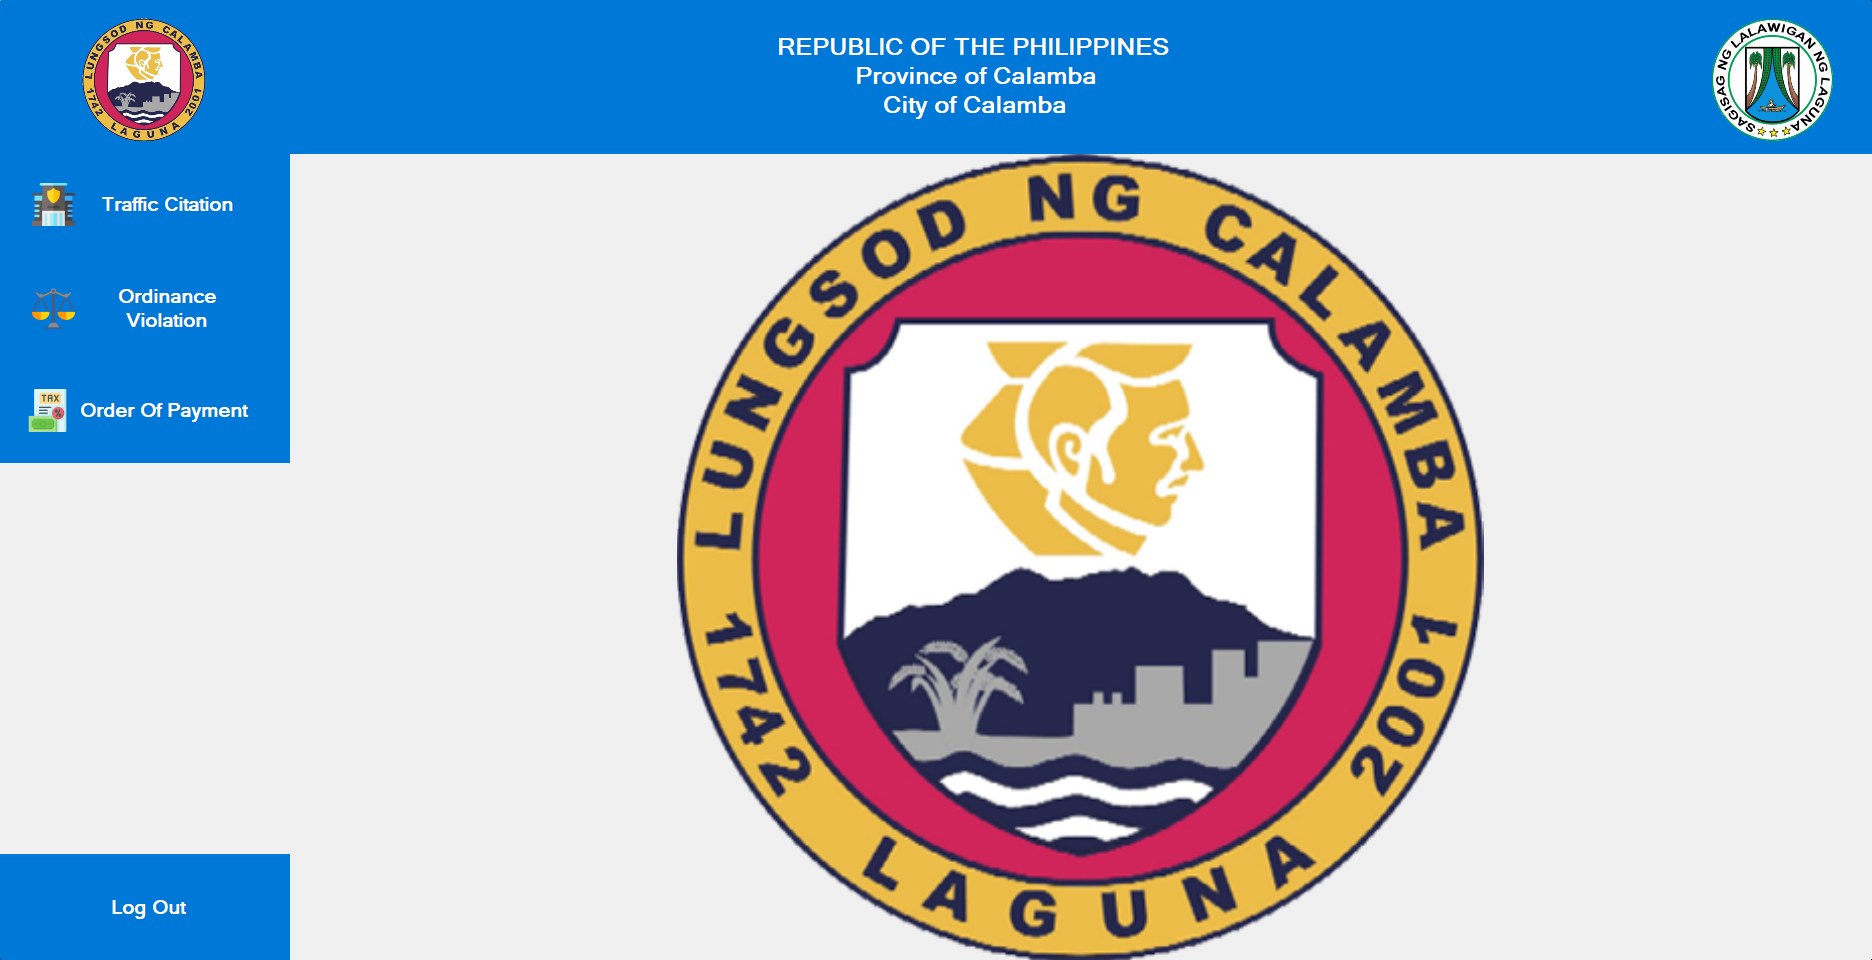 LUNGSOD NG CALAMBA
1742 LAGUNA 2001
REPUBLIC OF THE PHILIPPINES
Province of Calamba
City of Calamba
SAGISAG NG LALAWIGAN NG LAGUNA
Traffic Citation
Ordinance
Violation
TAX
%
Order Of Payment
Log Out
LUNGSOD NG CALAMBA
1742 LAGUNA 2001